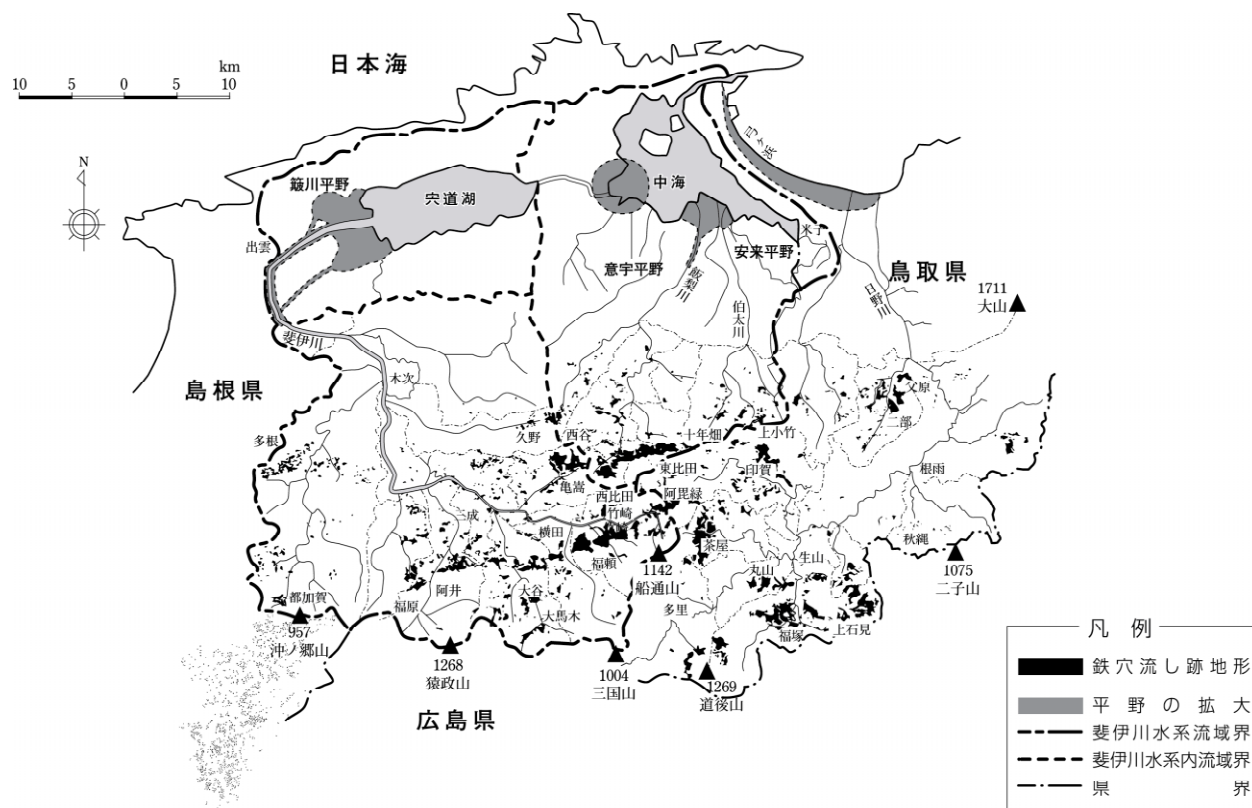 日本海
km
10 5 0 5 10
N
簸川平野
宍道湖
中海
弓ヶ浜
出雲
意宇平野
安来平野
米子
飯梨川
伯太川
日野川
鳥取県
1711
大山
斐伊川
島根県
木次
多根
久野
西谷
十年畑
上小竹
父原
二部
亀嵩
東比田
印賀
根雨
西比田
阿毘緑
竹崎
三成
横田
茶屋
福頼
秋縄
生山
1142
船通山
丸山
1075
二子山
都加賀
福原
阿井
大谷
大馬木
多里
福塚
上石見
957
沖ノ郷山
1268
猿政山
1004
三国山
1269
道後山
広島県
凡例
鉄穴流し跡地形
平野の拡大
斐伊川水系流域界
斐伊川水系内流域界
県界